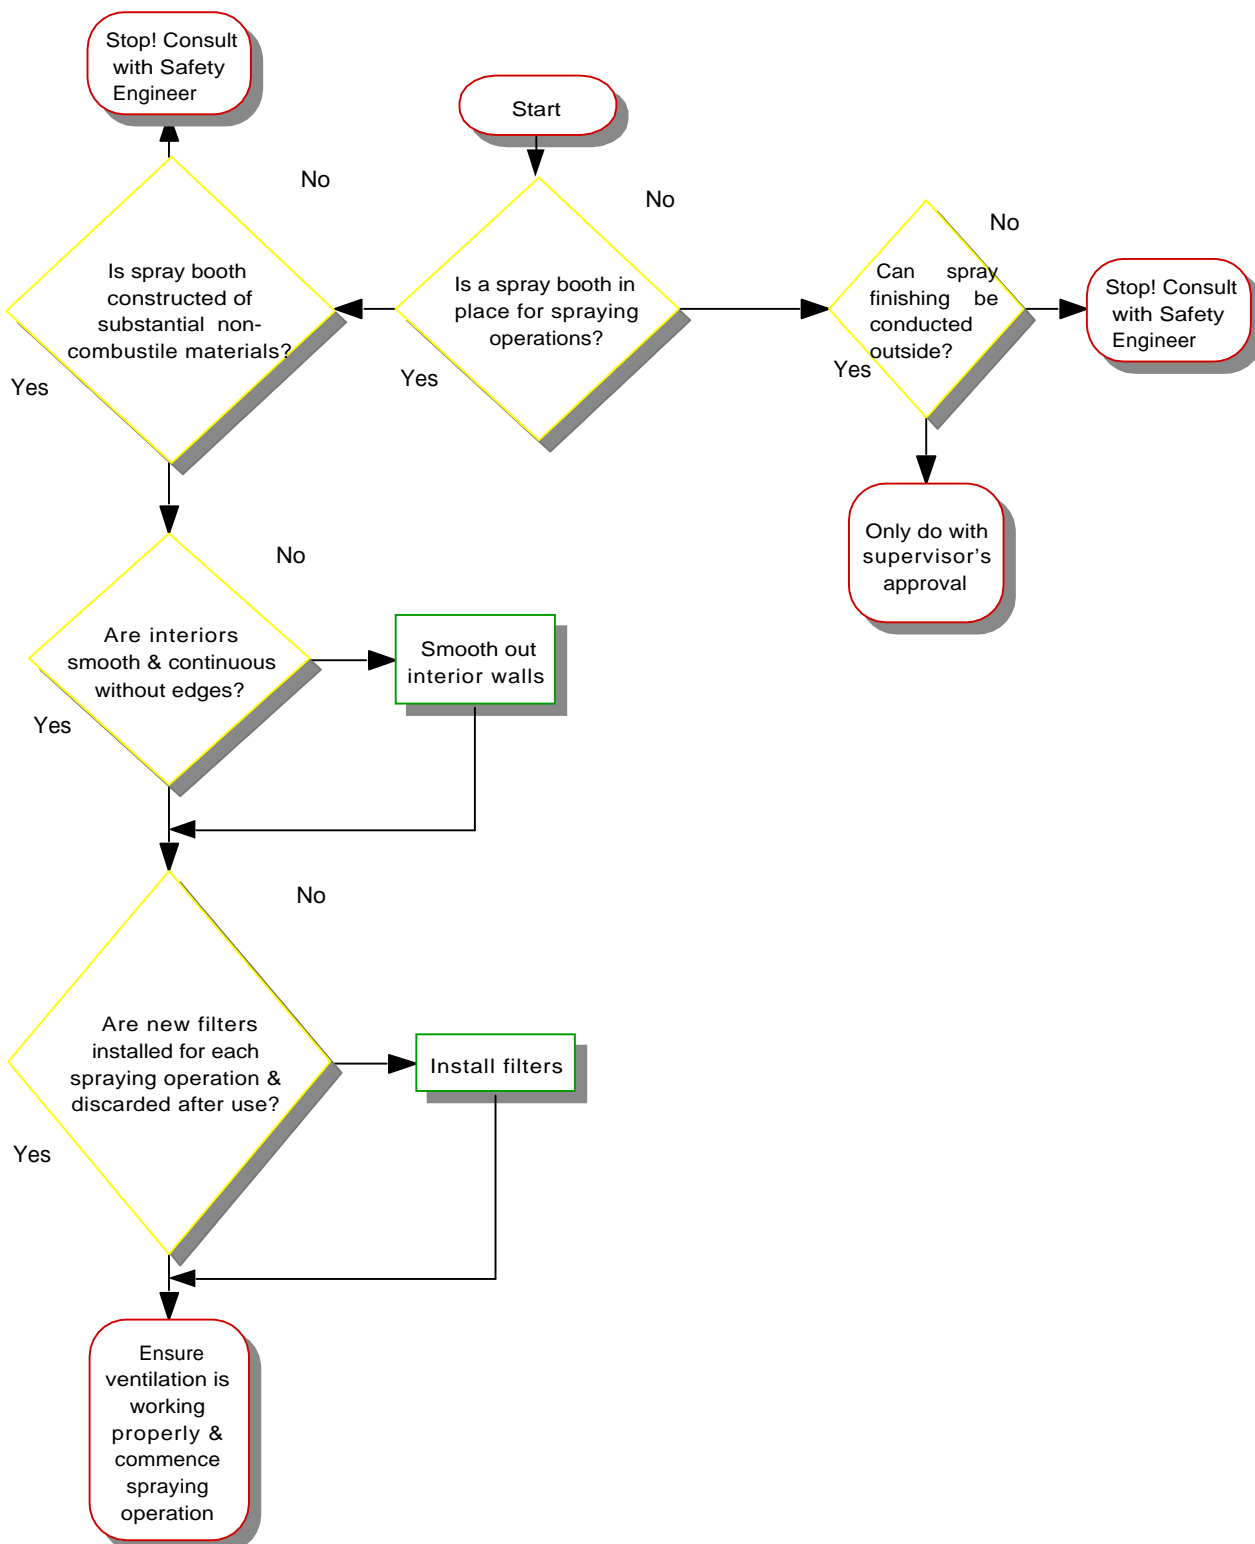 Stop! Consult
with Safety
Engineer
Start
No
No
No
Is spray booth
constructed of
substantial non-
combustile materials?
Yes
Is a spray booth in
place for spraying
operations?
Yes
Can spray
finishing be
conducted
outside?
Yes
Stop! Consult
with Safety
Engineer
Only do with
supervisor's
approval
No
Are interiors
smooth & continuous
without edges?
Yes
Smooth out
interior walls
No
Are new filters
installed for each
spraying operation &
discarded after use?
Yes
Install filters
Ensure
ventilation is
working
properly &
commence
spraying
operation